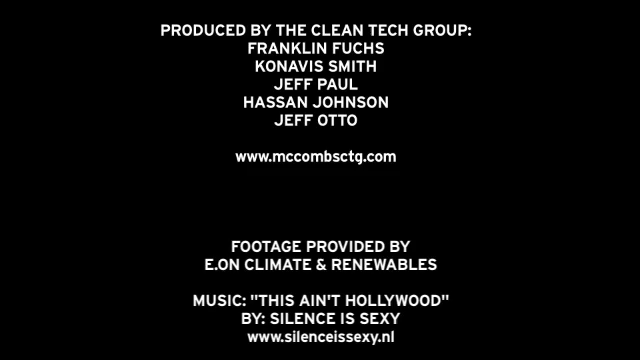 PRODUCED BY THE CLEAN TECH GROUP:
FRANKLIN FUCHS
KONAVIS SMITH
JEFF PAUL
HASSAN JOHNSON
JEFF OTTO
www.mccombsctg.com
FOOTAGE PROVIDED BY
E.ON CLIMATE & RENEWABLES
MUSIC: "THIS AIN'T HOLLYWOOD"
BY: SILENCE IS SEXY
www.silenceissexy.nl